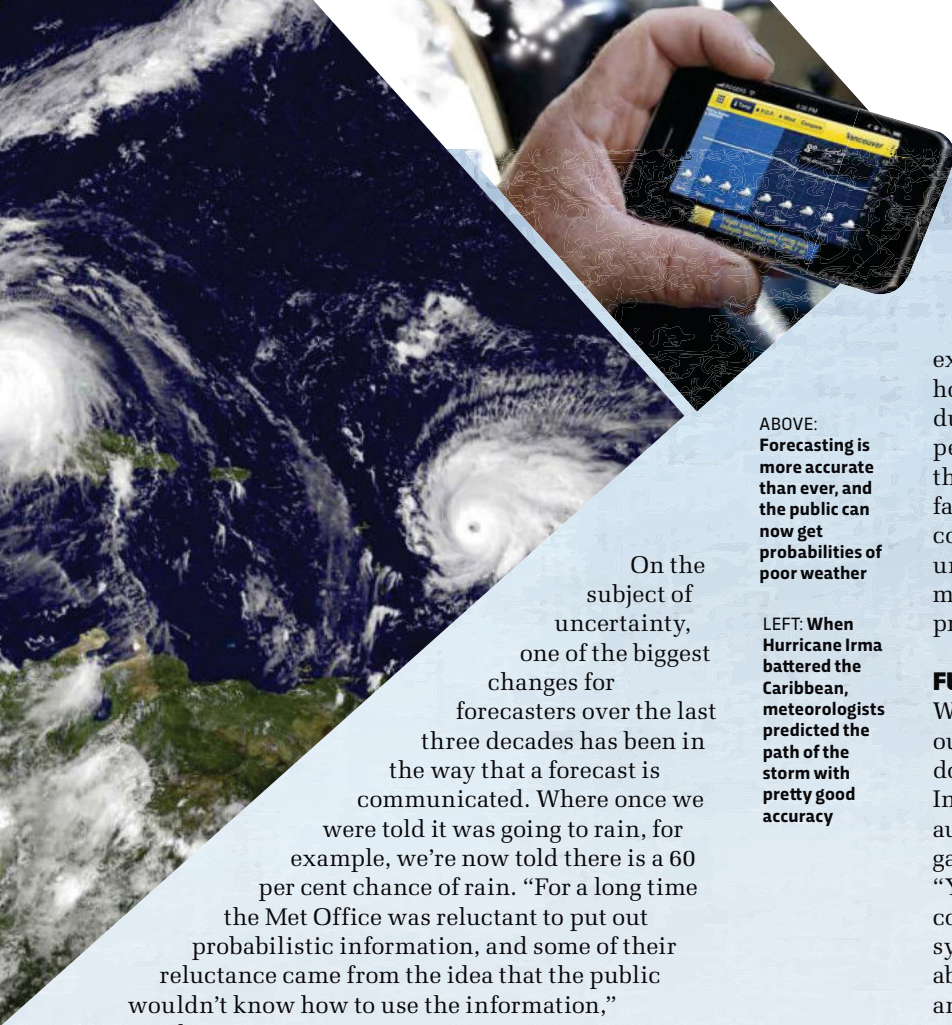 Vancouver
ABOVE:
Forecasting is
more accurate
than ever, and
the public can
now get
probabilities of
poor weather
LEFT: When
Hurricane Irma
battered the
Caribbean,
meteorologists
predicted the
path of the
storm with
pretty good
accuracy
On the
subject of
uncertainty,
one of the biggest
changes for
forecasters over the last
three decades has been in
the way that a forecast is
communicated. Where once we
were told it was going to rain, for
example, we’re now told there is a 60
per cent chance of rain. “For a long time
the Met Office was reluctant to put out
probabilistic information, and some of their
reluctance came from the idea that the public
wouldn’t know how to use the information,”